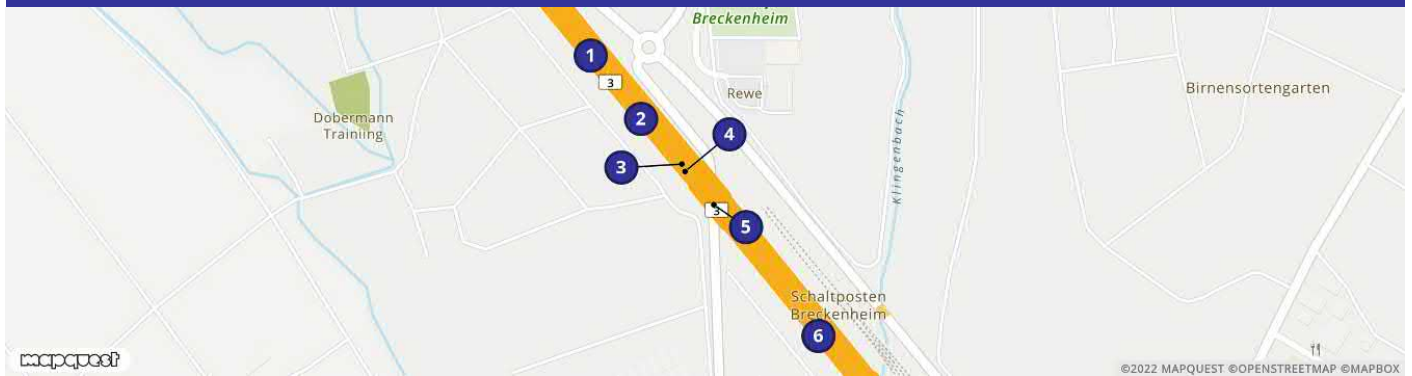 Breckenheim
1
3
Rewe
Birnensortengarten
Dobermann
Trainiing
2
4
3
Klingenbach
3
5
Schaltposten
Breckenheim
6
mapquest
©2022 MAPQUEST ©OPENSTREETMAP ©MAPBOX